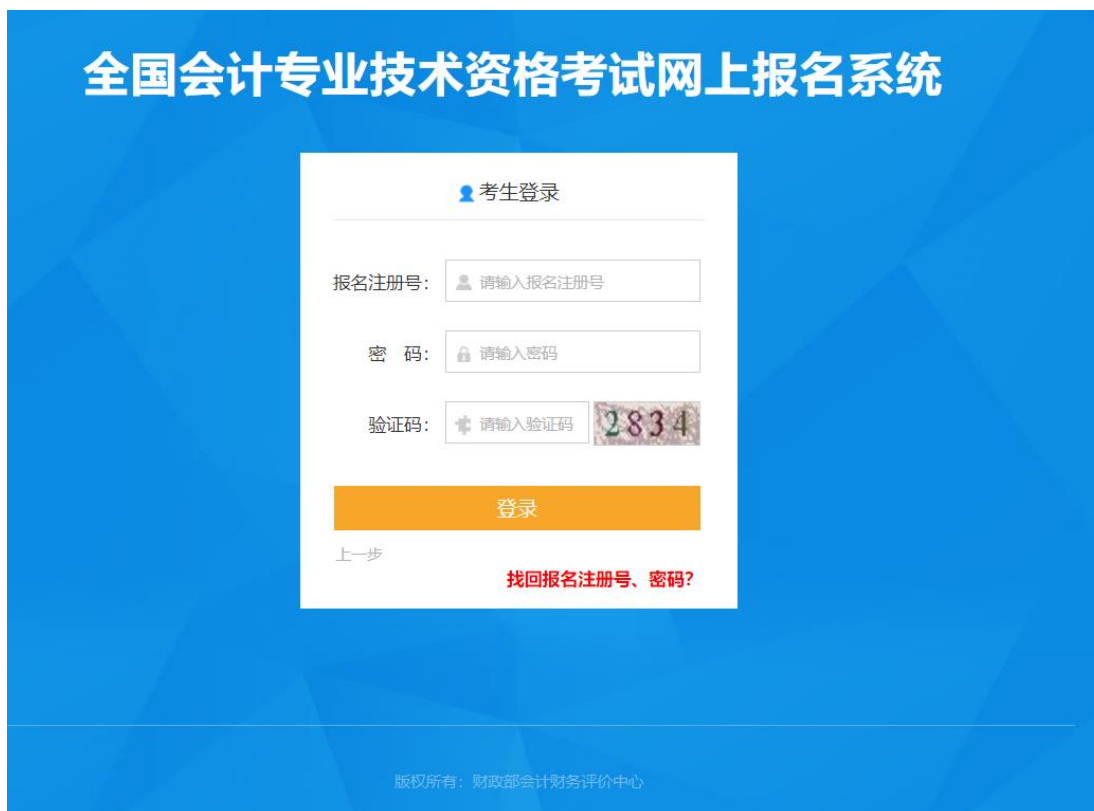 全国会计专业技术资格考试网上报名系统
考生登录
报名注册号： 请输入报名注册号
密 码： 请输入密码
验证码： 请输入验证码 2834
登录
上一步
找回报名注册号、密码？
版权所有：财政部会计财务评价中心